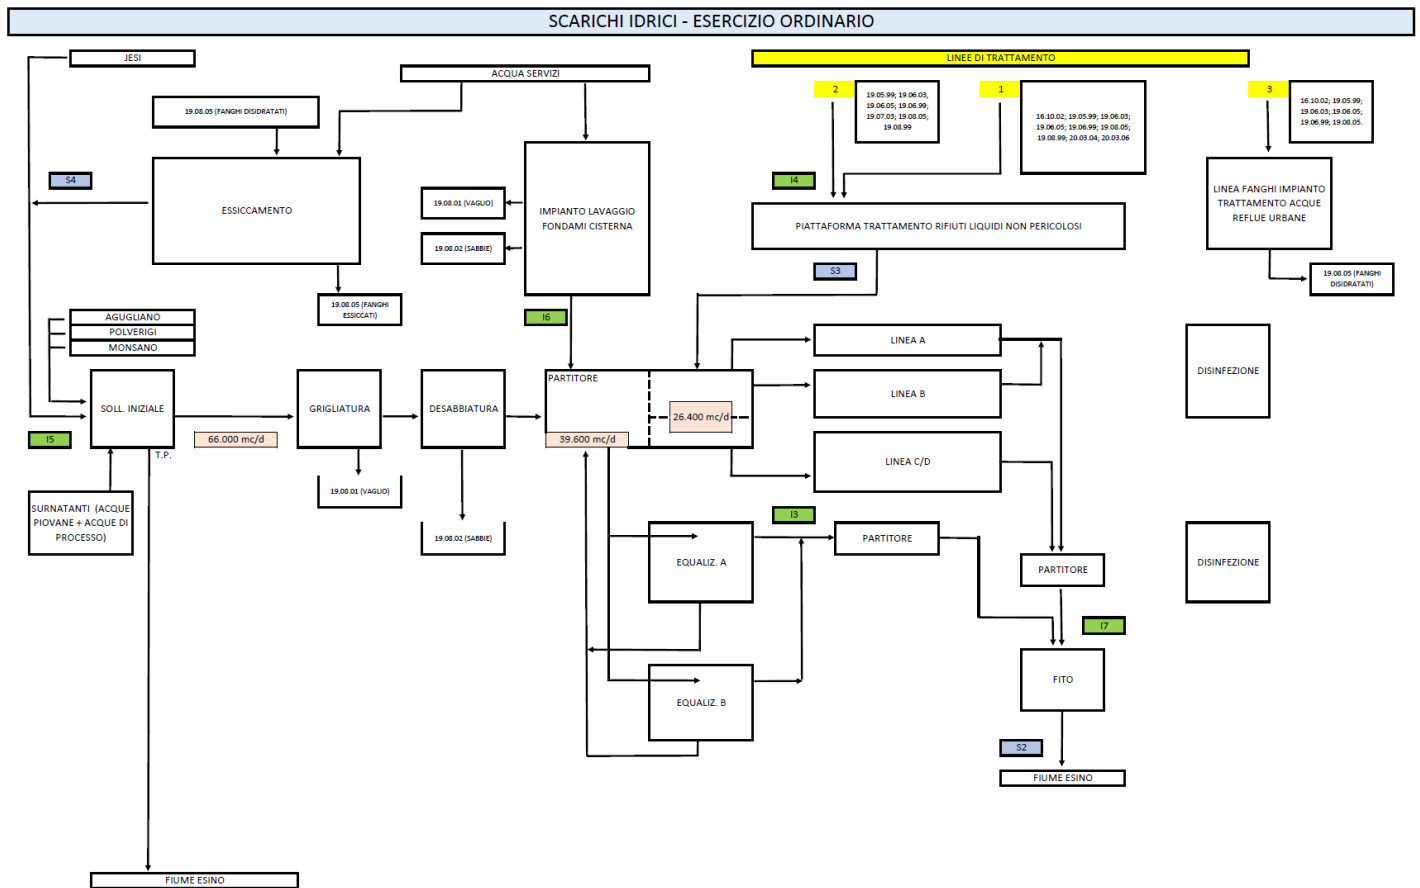 SCARICHI IDRICI - ESERCIZIO ORDINARIO
JESI
ACQUA SERVIZI
LINEE DI TRATTAMENTO
19.08.05 (FANGHI DISIDRATATI)
2
19.05.99; 19.06.03,
19.06.05; 19.06.99;
19.07.03; 19.08.05;
19.08.99
1
16.10.02; 19.05.99; 19.06.03;
19.06.05; 19.06.99; 19.08.05;
19.08.99; 20.03.04; 20.03.06
3
16.10.02; 19.05.99;
19.06.03; 19.06.05;
19.06.99; 19.08.05.
S4
ESSICCAMENTO
19.08.01 (VAGLIO)
19.08.02 (SABBIE)
IMPIANTO LAVAGGIO
FONDAMI CISTERNA
I4
PIATTAFORMA TRATTAMENTO RIFIUTI LIQUIDI NON PERICOLOSI
LINEA FANGHI IMPIANTO
TRATTAMENTO ACQUE
REFLUE URBANE
S3
19.08.05 (FANGHI
DISIDRATATI)
19.08.05 (FANGHI
ESSICCATI)
I6
AGUGLIANO
POLVERIGI
MONSANO
LINEA A
DISINFEZIONE
SOLL. INIZIALE
GRIGLIATURA
DESABBIATURA
PARTITORE
26.400 mc/d
LINEA B
I5
66.000 mc/d
39.600 mc/d
T.P.
LINEA C/D
19.08.01 (VAGLIO)
SURNATANTI (ACQUE
PIOVANE + ACQUE DI
PROCESSO)
19.08.02 (SABBIE)
I3
EQUALIZ. A
PARTITORE
PARTITORE
DISINFEZIONE
I7
EQUALIZ. B
FITO
S2
FIUME ESINO
FIUME ESINO